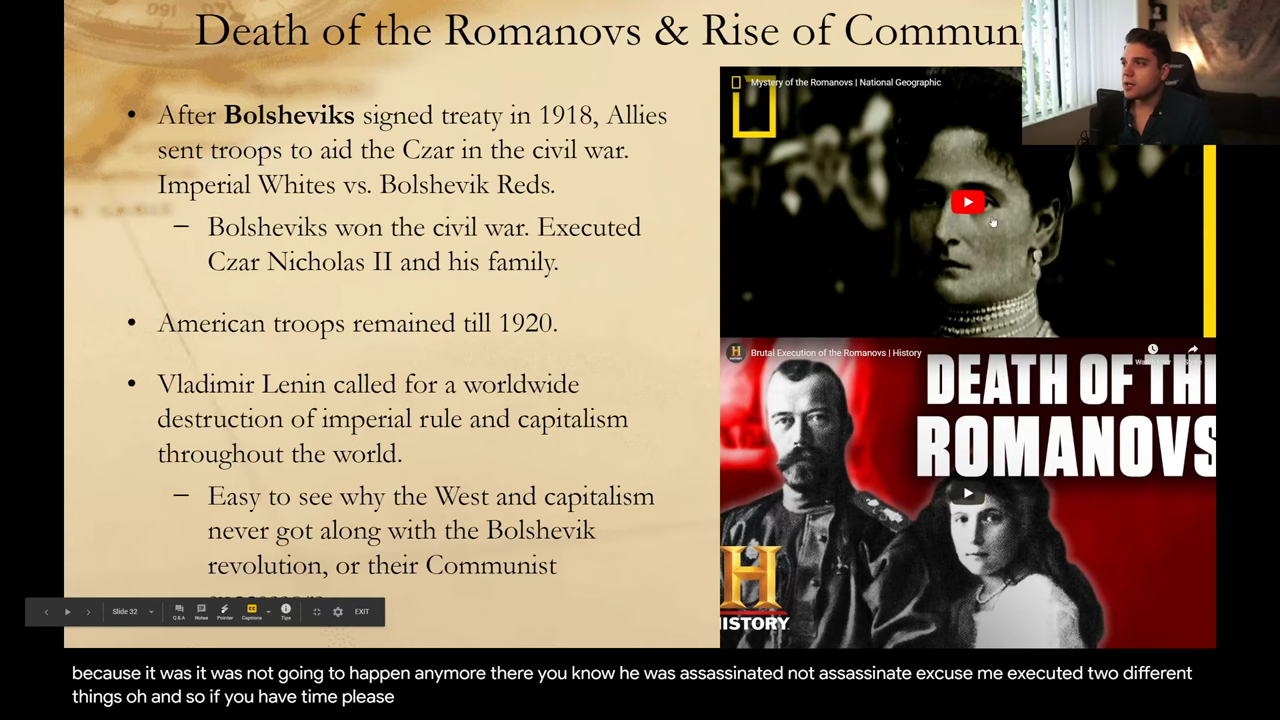 Death of the Romanovs & Rise of Commun
• After Bolsheviks signed treaty in 1918, Allies
sent troops to aid the Czar in the civil war.
Imperial Whites vs. Bolshevik Reds.
– Bolsheviks won the civil war. Executed
Czar Nicholas II and his family.
• American troops remained till 1920.
• Vladimir Lenin called for a worldwide
destruction of imperial rule and capitalism
throughout the world.
– Easy to see why the West and capitalism
never got along with the Bolshevik
revolution, or their Communist
Mystery of the Romanovs | National Geographic
Brutal Execution of the Romanovs | History
DEATH OF TH
ROMANOVS
H
HISTORY
Slide 32
Q&A Notes Pointer Captions Tips EXIT
because it was it was not going to happen anymore there you know he was assassinated not assassinate excuse me executed two different
things oh and so if you have time please